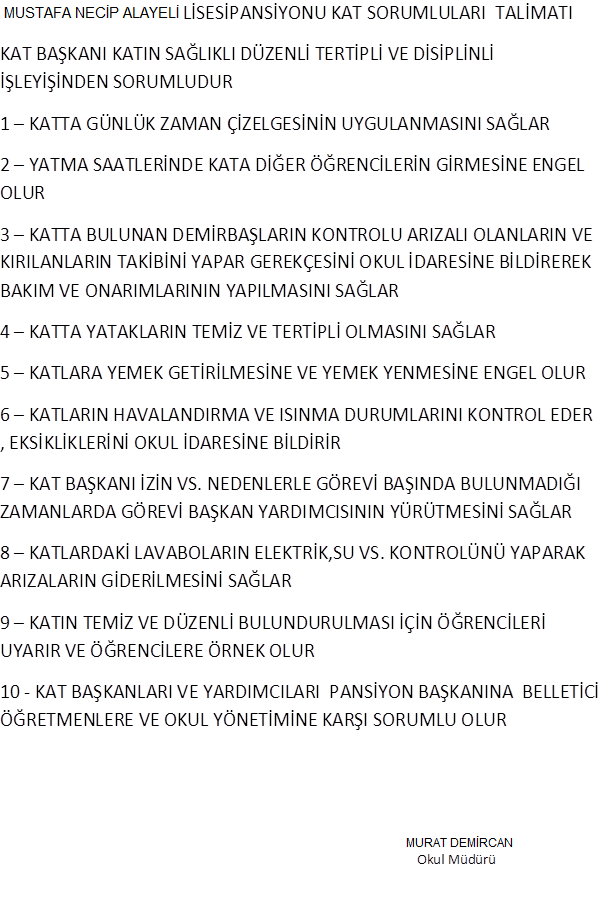 MUSTAFA NECİP ALAYELİ LİSESİPANSİYONU KAT SORUMLULARI TALİMATI
KAT BAŞKANI KATIN SAĞLIKLI DÜZENLİ TERTİPLİ VE DİSİPLİNLİ
İŞLEYİŞİNDEN SORUMLUDUR
1 – KATTA GÜNLÜK ZAMAN ÇİZELGESİNİN UYGULANMASINI SAĞLAR
2 – YATMA SAATLERİNDE KATA DİĞER ÖĞRENCİLERİN GİRMESİNE ENGEL
OLUR
3 – KATTA BULUNAN DEMİRBAŞLARIN KONTROLU ARIZALI OLANLARIN VE
KIRILANLARIN TAKİBİNİ YAPAR GEREKÇESİNİ OKUL İDARESİNE BİLDİREREK
BAKIM VE ONARIMLARININ YAPILMASINI SAĞLAR
4 – KATTA YATAKLARIN TEMİZ VE TERTİPLİ OLMASINI SAĞLAR
5 – KATLARA YEMEK GETİRİLMESİNE VE YEMEK YENMESİNE ENGEL OLUR
6 – KATLARIN HAVALANDIRMA VE ISINMA DURUMLARINI KONTROL EDER
, EKSİKLİKLERİNİ OKUL İDARESİNE BİLDİRİR
7 – KAT BAŞKANI İZİN VS. NEDENLERLE GÖREVİ BAŞINDA BULUNMADIĞI
ZAMANLARDA GÖREVİ BAŞKAN YARDIMCISININ YÜRÜTMESİNİ SAĞLAR
8 – KATLARDAKİ LAVABOLARIN ELEKTRİK,SU VS. KONTROLÜNÜ YAPARAK
ARIZALARIN GİDERİLMESİNİ SAĞLAR
9 – KATIN TEMİZ VE DÜZENLİ BULUNDURULMASI İÇİN ÖĞRENCİLERİ
UYARIR VE ÖĞRENCİLERE ÖRNEK OLUR
10 - KAT BAŞKANLARI VE YARDIMCILARI PANSİYON BAŞKANINA BELLETİCİ
ÖĞRETMENLERE VE OKUL YÖNETİMİNE KARŞI SORUMLU OLUR
MURAT DEMİRCAN
Okul Müdürü